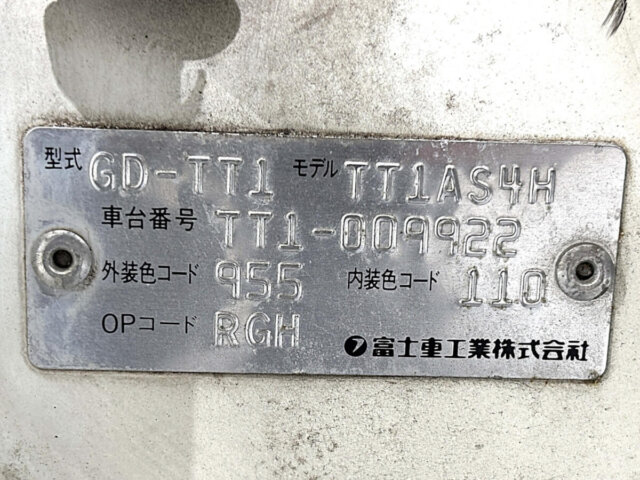 型式 GD-TT1 モデル TT1AS4H
車台番号 TT1-009922
外装色コード 955 内装色コード 110
OPコード RGH 富士重工業株式会社